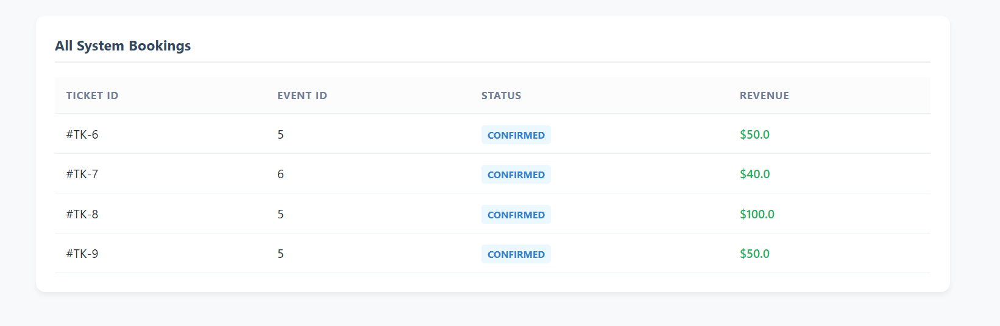 All System Bookings
TICKET ID EVENT ID STATUS REVENUE
#TK-6 5 CONFIRMED $50.0
#TK-7 6 CONFIRMED $40.0
#TK-8 5 CONFIRMED $100.0
#TK-9 5 CONFIRMED $50.0